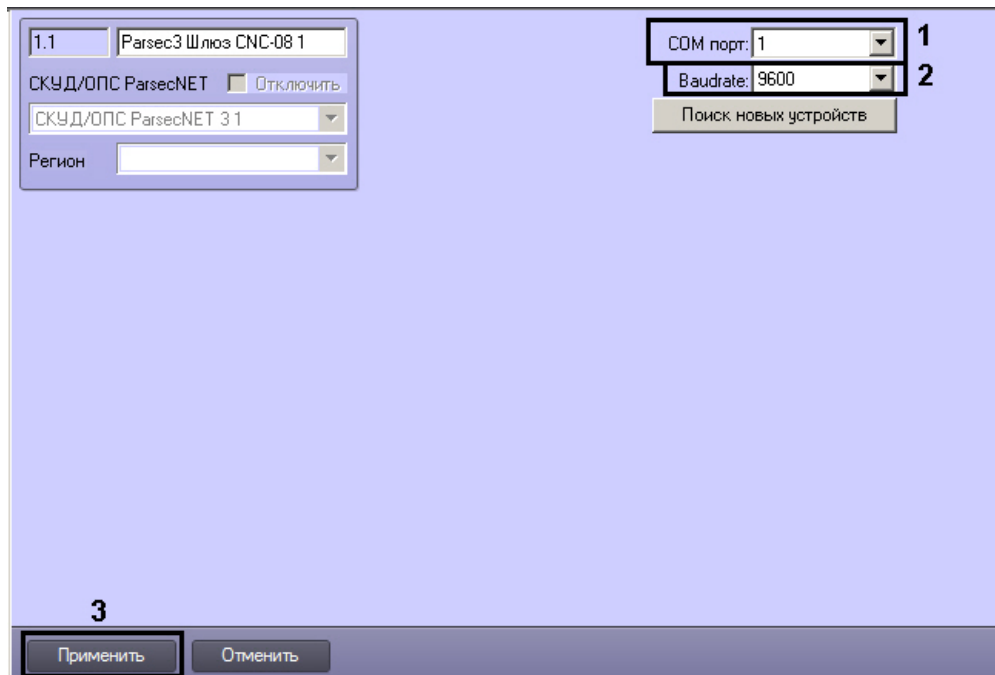 1.1 Parsec3 Шлюз CNC-08 1
СКУД/ОПС ParsecNET Отключить
СКУД/ОПС ParsecNET 3 1
Регион
COM порт: 1 1
Baudrate: 9600 2
Поиск новых устройств
3
Применить Отменить